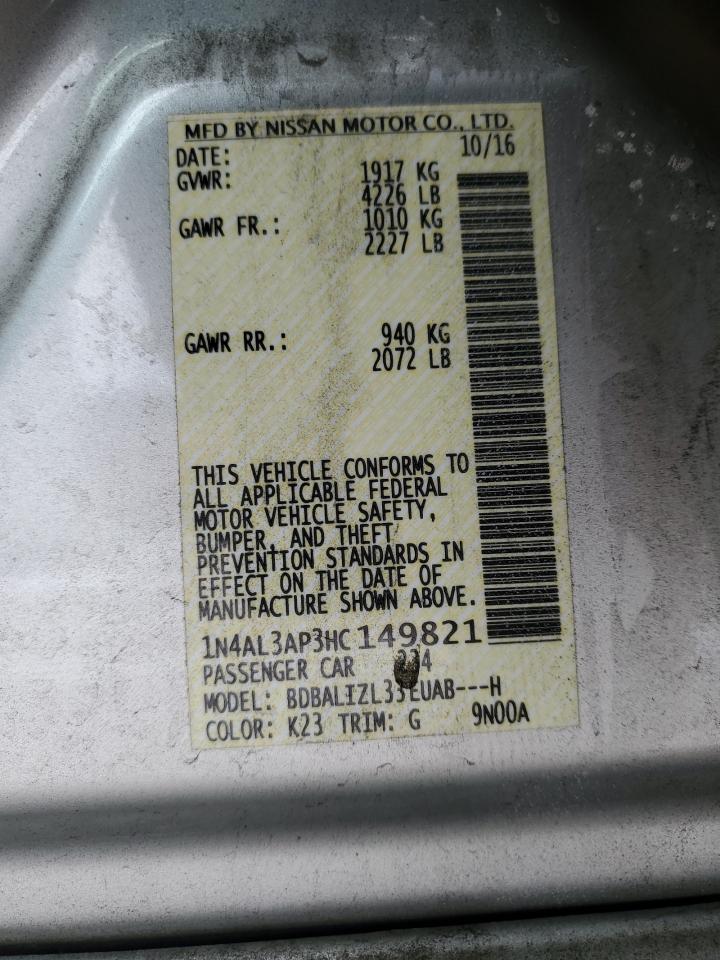 MFD BY NISSAN MOTOR CO., LTD.
DATE: 10/16
GVWR: 1917 KG
4226 LB
GAWR FR.: 1010 KG
2227 LB
GAWR RR.: 940 KG
2072 LB
THIS VEHICLE CONFORMS TO
ALL APPLICABLE FEDERAL
MOTOR VEHICLE SAFETY,
BUMPER, AND THEFT
PREVENTION STANDARDS IN
EFFECT ON THE DATE OF
MANUFACTURE SHOWN ABOVE.
1N4AL3AP3HC149821
PASSENGER CAR
MODEL:
COLOR: K23 TRIM: G 9N00A